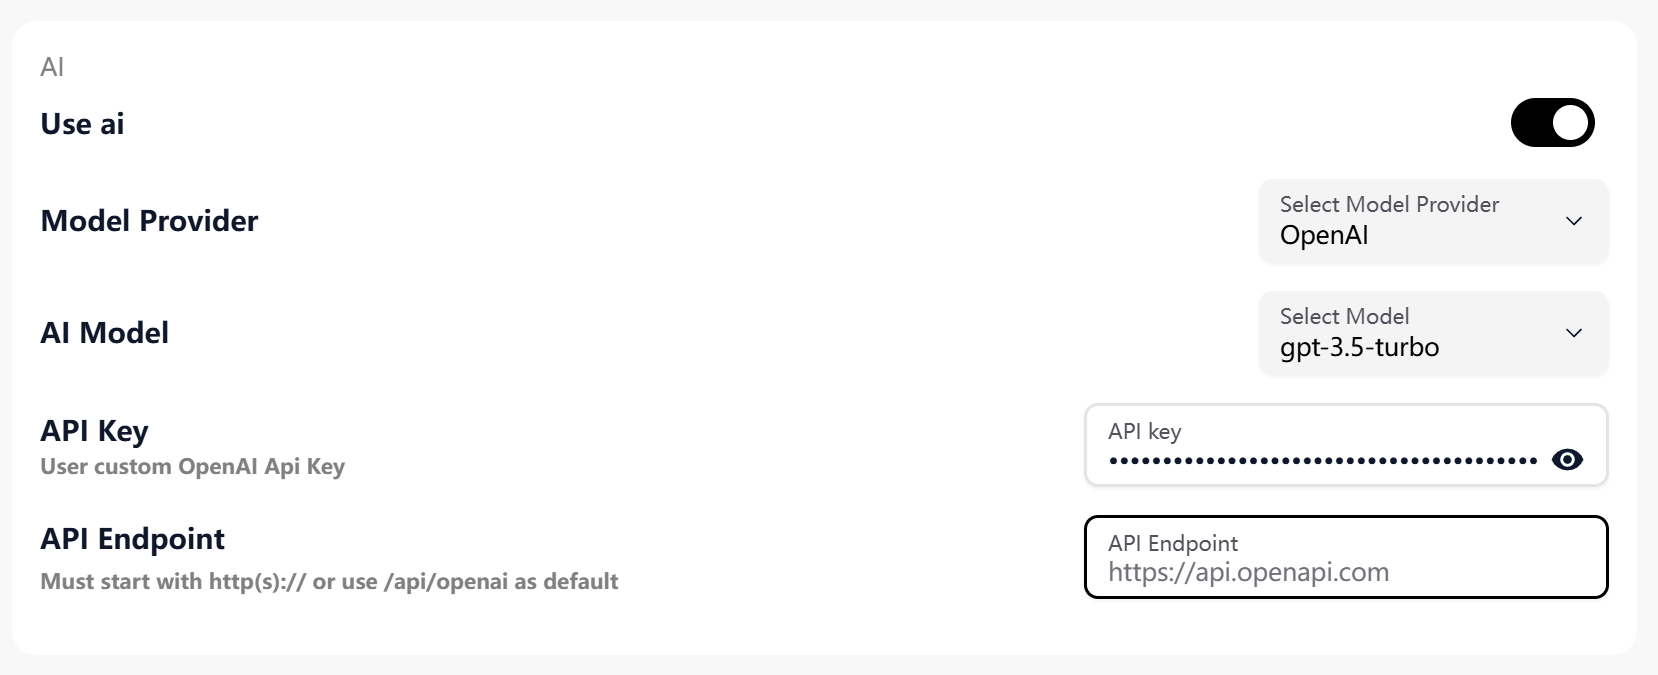 AI
Use ai
Model Provider
Select Model Provider
OpenAI
AI Model
Select Model
gpt-3.5-turbo
API Key
User custom OpenAI Api Key
API key
••••••••••••••••••••••••••••••••••••••••
API Endpoint
Must start with http(s):// or use /api/openai as default
API Endpoint
https://api.openapi.com